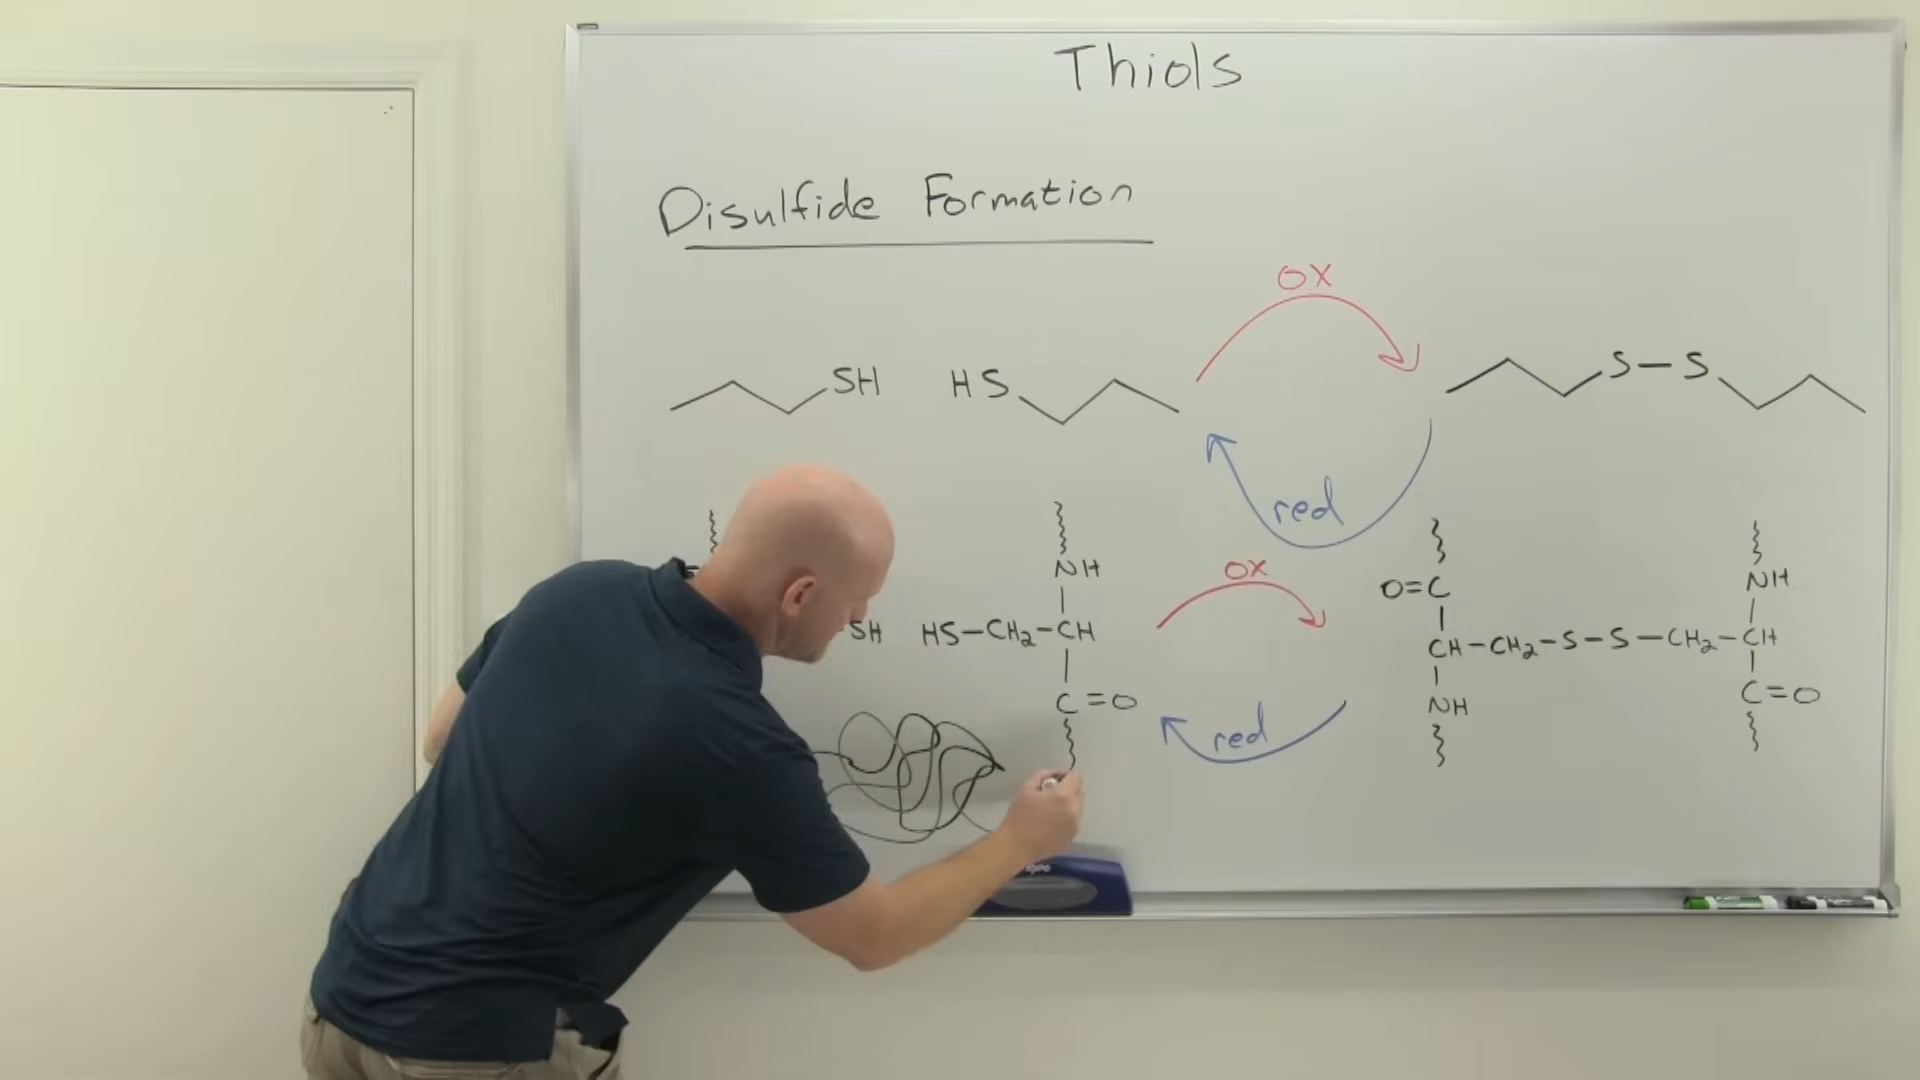 Thiols
Disulfide Formation
OX
SH HS S—S
red
NH
OX
NH
O=C
SH HS—CH₂—CH
CH—CH₂—S—S—CH₂—CH
C=O
red
NH
C=O